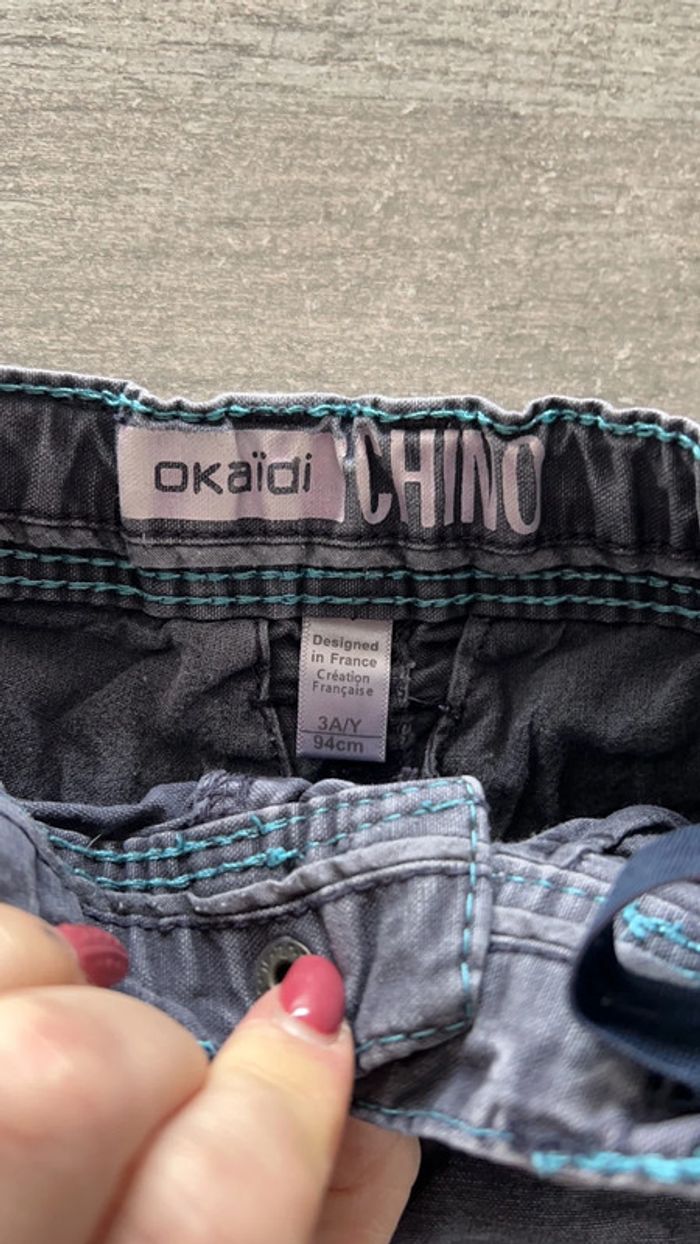 oKaïdi CHINO
Designed
in France
Création
Française
3A/Y
94cm